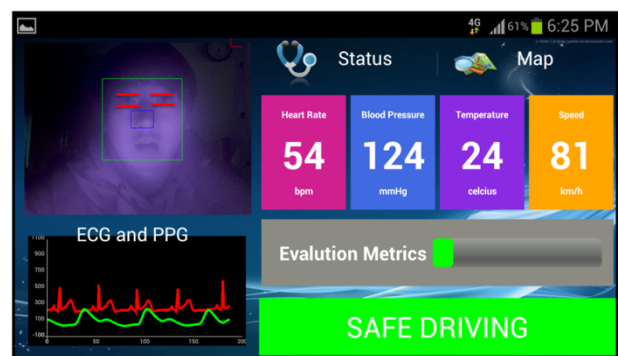 4G 61% 6:25 PM
Status Map
Heart Rate Blood Pressure Temperature Speed
54 124 24 81
bpm mmHg celcius km/h
ECG and PPG
Evalution Metrics
SAFE DRIVING
1100
900
700
500
300
100
-100
0 50 100 150 200